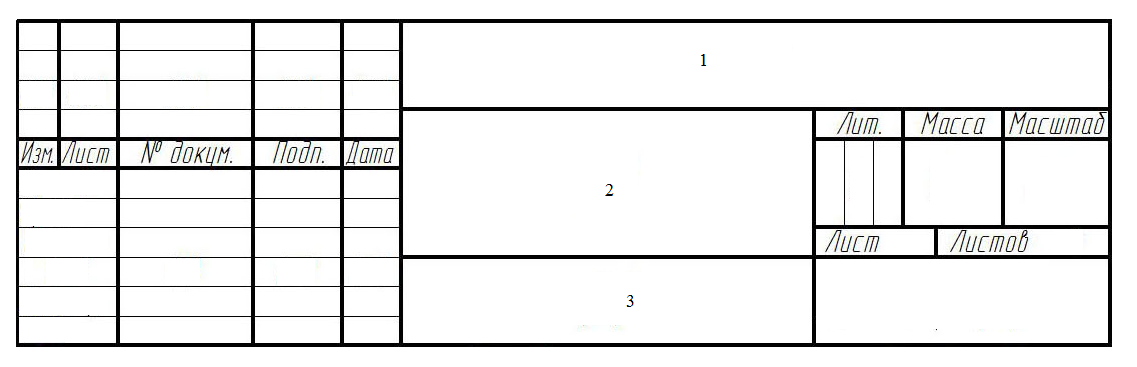 1
Лит. Масса Масштаб
Изм. Лист № докум. Подп. Дата
2
Лист Листов
3